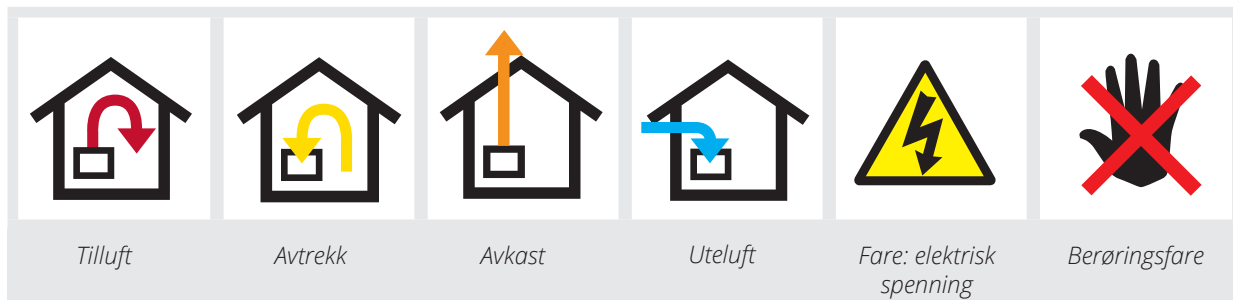 Tilluft
Avtrekk
Avkast
Uteluft
Fare: elektrisk
spenning
Berøringsfare